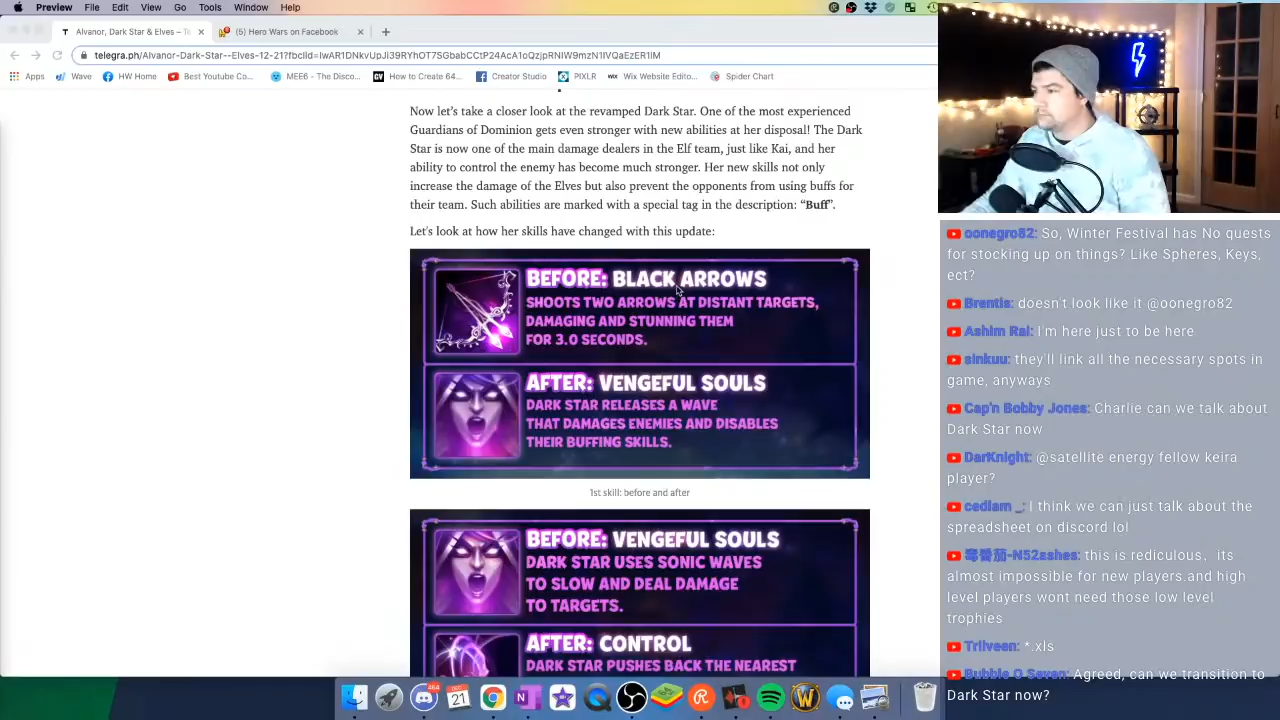 Preview File Edit View Go Tools Window Help
Alvanor, Dark Star & Elves – Te
(5) Hero Wars on Facebook
telegra.ph/Alvanor-Dark-Star--Elves-12-21?fbclid=IwAR1DNkvUpJi39RYhOT7SGbabCCtP24AcA1oQzjpRNIW9mzN1IVQaEzER1iM
Apps Wave HW Home Best Youtube Co... MEE6 - The Disco... How to Create 64... Creator Studio PIXLR Wix Website Edito... Spider Chart
Now let's take a closer look at the revamped Dark Star. One of the most experienced
Guardians of Dominion gets even stronger with new abilities at her disposal! The Dark
Star is now one of the main damage dealers in the Elf team, just like Kai, and her
ability to control the enemy has become much stronger. Her new skills not only
increase the damage of the Elves but also prevent the opponents from using buffs for
their team. Such abilities are marked with a special tag in the description: “Buff”.
Let's look at how her skills have changed with this update:
BEFORE: BLACK ARROWS
SHOOTS TWO ARROWS AT DISTANT TARGETS,
DAMAGING AND STUNNING THEM
FOR 3.0 SECONDS.
AFTER: VENGEFUL SOULS
DARK STAR RELEASES A WAVE
THAT DAMAGES ENEMIES AND DISABLES
THEIR BUFFING SKILLS.
1st skill: before and after
BEFORE: VENGEFUL SOULS
DARK STAR USES SONIC WAVES
TO SLOW AND DEAL DAMAGE
TO TARGETS.
AFTER: CONTROL
DARK STAR PUSHES BACK THE NEAREST
oonegro82: So, Winter Festival has No quests
for stocking up on things? Like Spheres, Keys,
ect?
Brentis: doesn't look like it @oonegro82
Ashim Rai: I'm here just to be here
sinkuu: they'll link all the necessary spots in
game, anyways
Cap'n Bobby Jones: Charlie can we talk about
Dark Star now
DarKnight: @satellite energy fellow keira
player?
cedlam _: I think we can just talk about the
spreadsheet on discord lol
毒番茄-N52ashes: this is rediculous．its
almost impossible for new players.and high
level players wont need those low level
trophies
Triiveen: *.xls
Bubble O Seven: Agreed, can we transition to
Dark Star now?
464
DEC
21